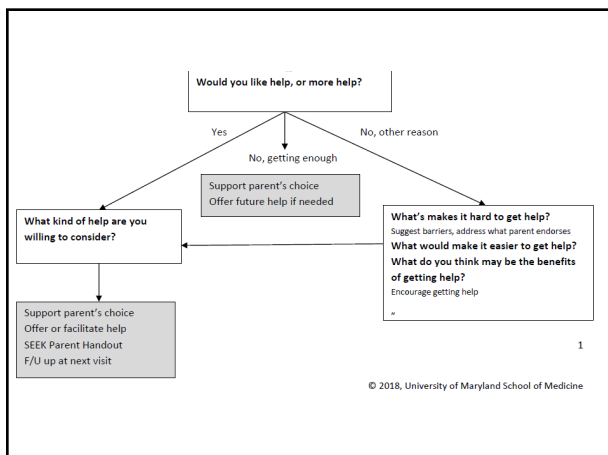 Would you like help, or more help?
Yes
No, other reason
No, getting enough
Support parent's choice
Offer future help if needed
What kind of help are you
willing to consider?
What's makes it hard to get help?
Suggest barriers, address what parent endorses
What would make it easier to get help?
What do you think may be the benefits
of getting help?
Encourage getting help
"
Support parent's choice
Offer or facilitate help
SEEK Parent Handout
F/U up at next visit
1
© 2018, University of Maryland School of Medicine